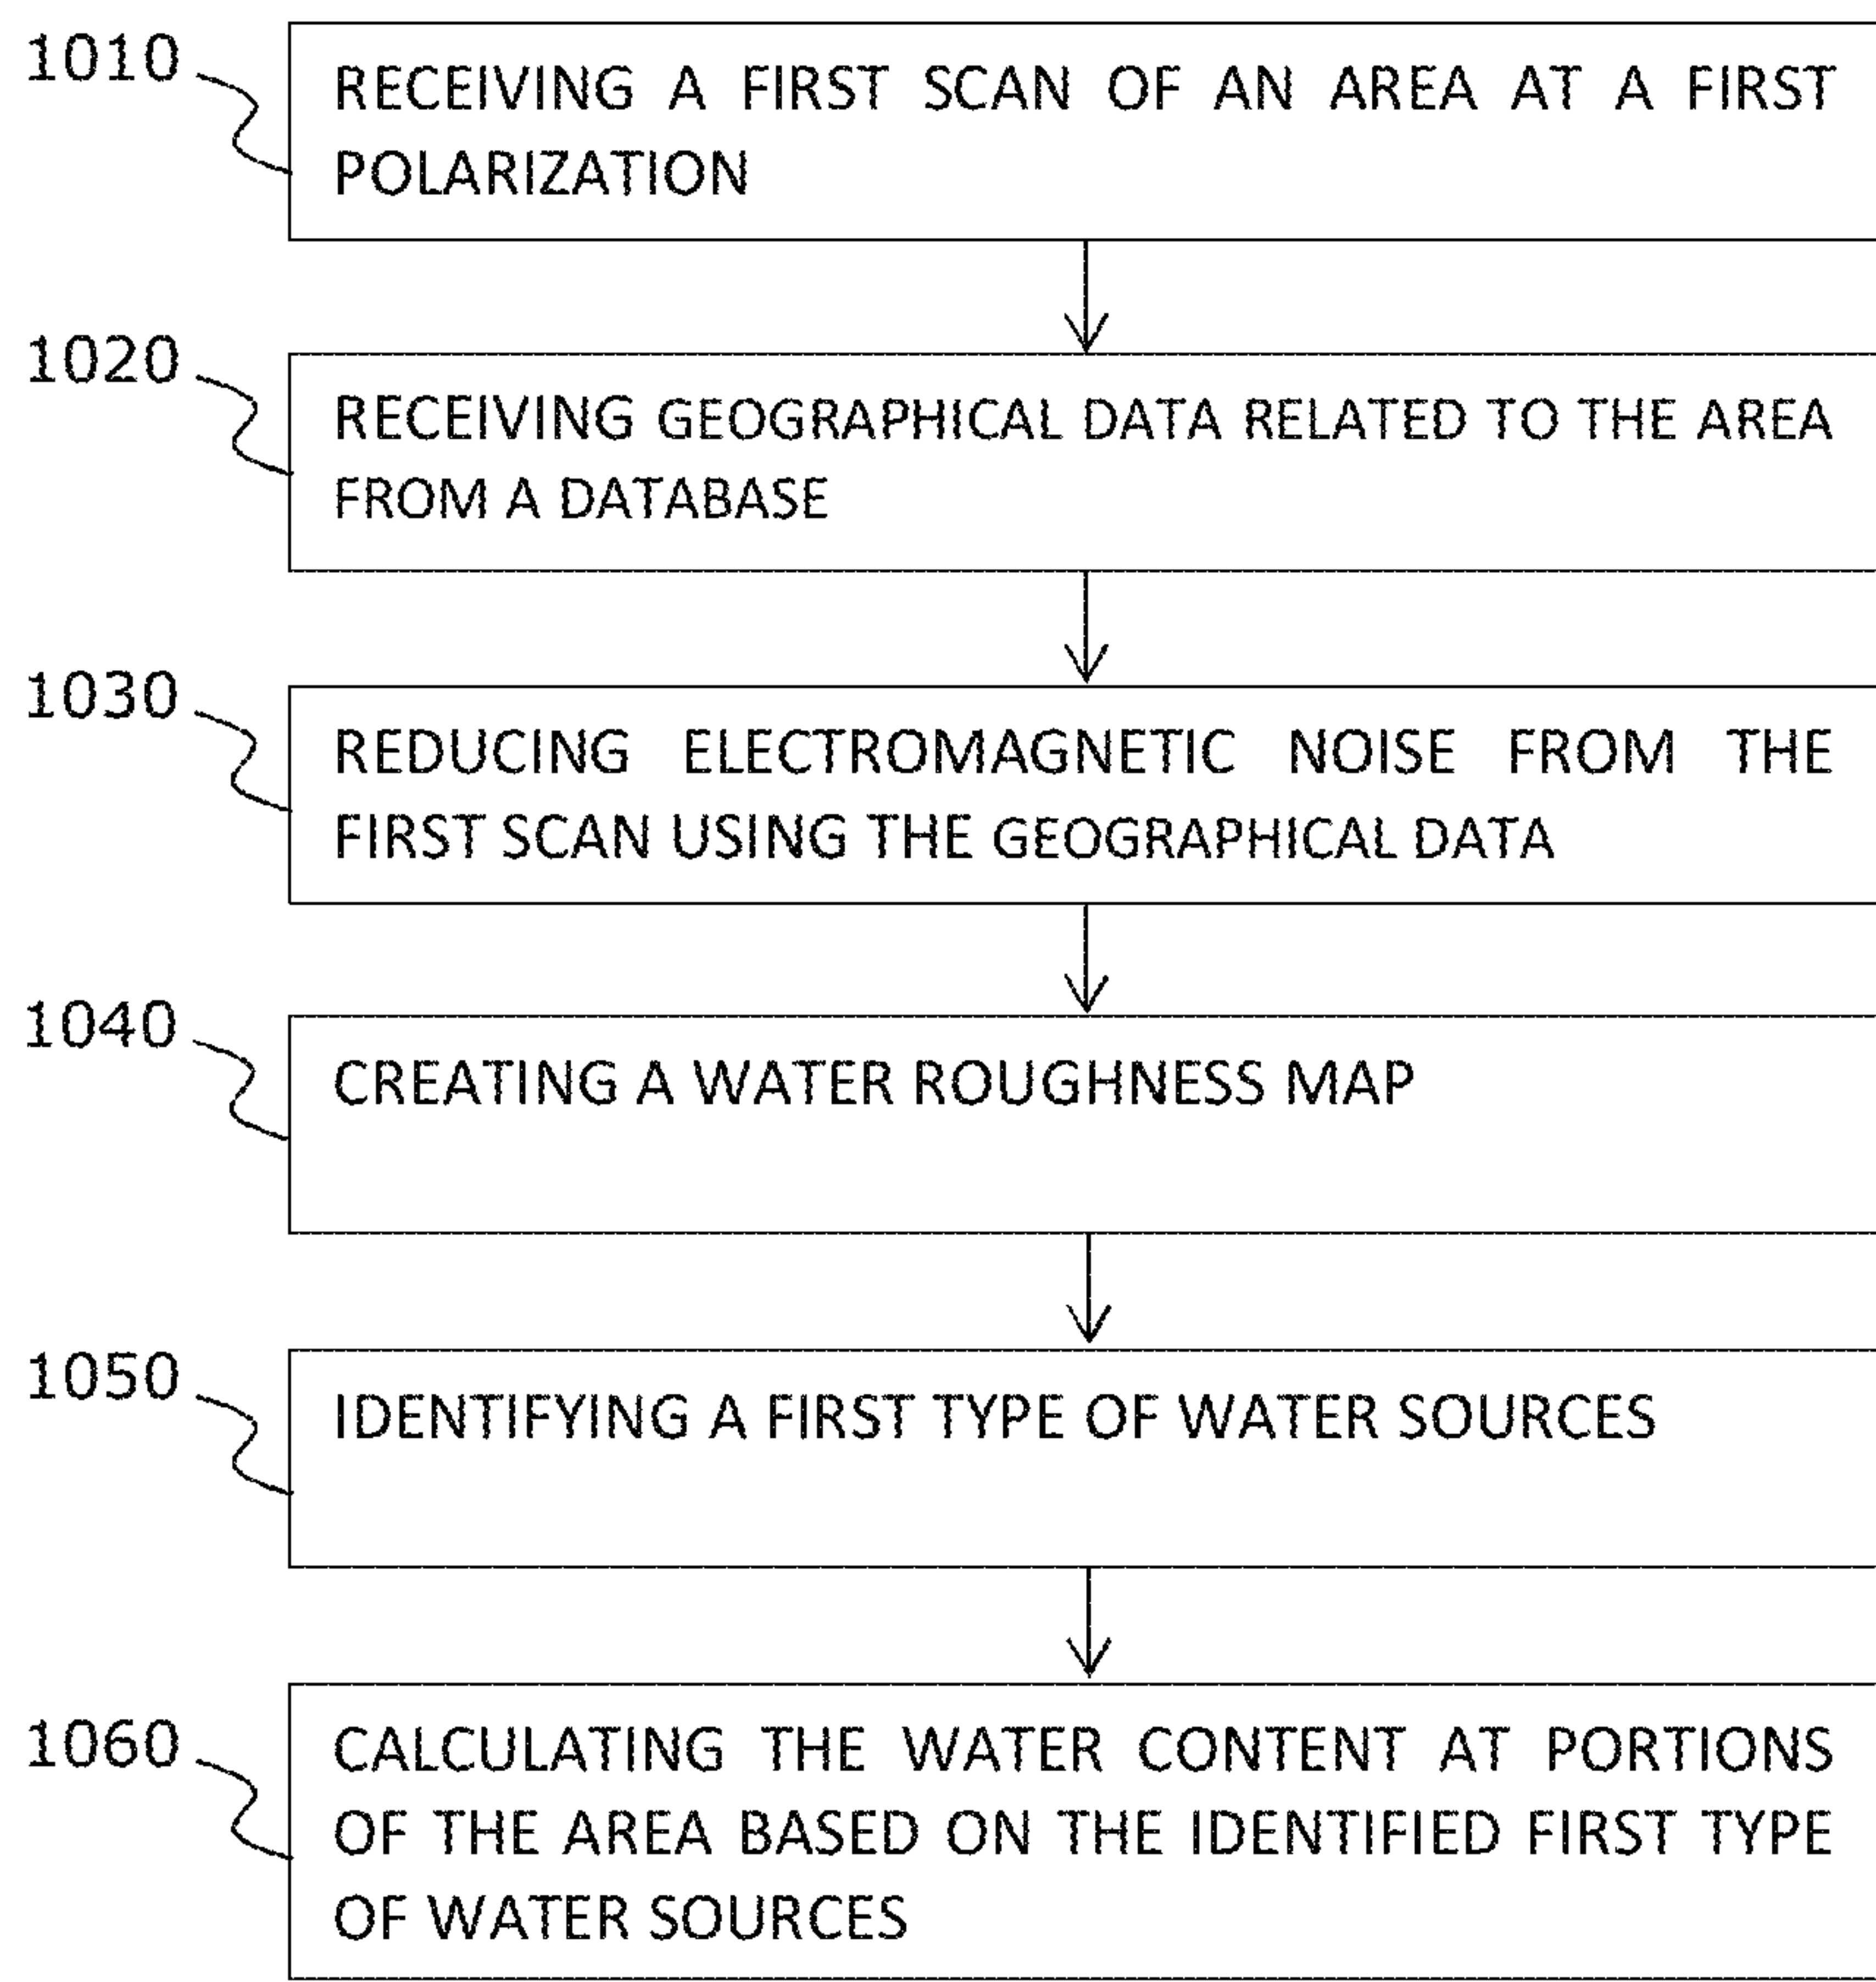 1010
RECEIVING A FIRST SCAN OF AN AREA AT A FIRST
POLARIZATION
1020
RECEIVING GEOGRAPHICAL DATA RELATED TO THE AREA
FROM A DATABASE
1030
REDUCING ELECTROMAGNETIC NOISE FROM THE
FIRST SCAN USING THE GEOGRAPHICAL DATA
1040
CREATING A WATER ROUGHNESS MAP
1050
IDENTIFYING A FIRST TYPE OF WATER SOURCES
1060
CALCULATING THE WATER CONTENT AT PORTIONS
OF THE AREA BASED ON THE IDENTIFIED FIRST TYPE
OF WATER SOURCES